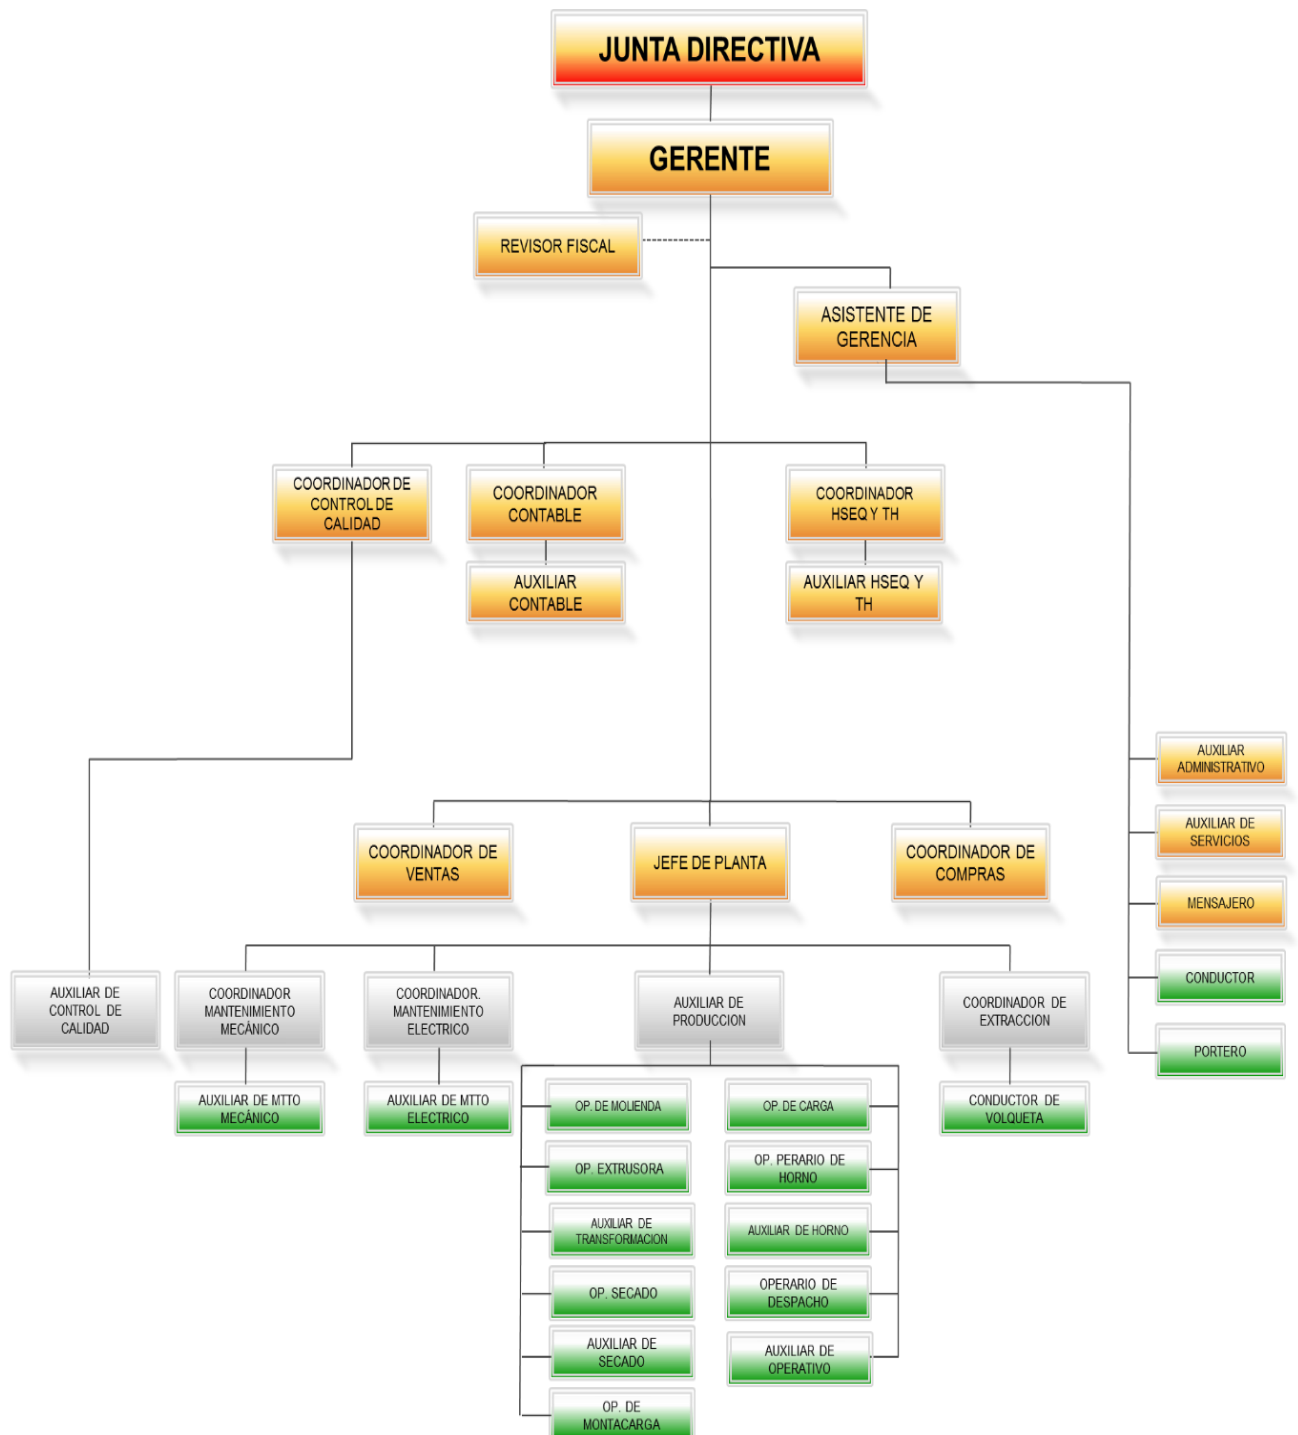 JUNTA DIRECTIVA
GERENTE
REVISOR FISCAL
ASISTENTE DE
GERENCIA
COORDINADOR DE
CONTROL DE
CALIDAD
COORDINADOR
CONTABLE
COORDINADOR
HSEQ Y TH
AUXILIAR
CONTABLE
AUXILIAR HSEQ Y
TH
AUXILIAR
ADMINISTRATIVO
AUXILIAR DE
SERVICIOS
MENSAJERO
CONDUCTOR
PORTERO
COORDINADOR DE
VENTAS
JEFE DE PLANTA
COORDINADOR DE
COMPRAS
AUXILIAR DE
CONTROL DE
CALIDAD
COORDINADOR
MANTENIMIENTO
MECÁNICO
COORDINADOR.
MANTENIMIENTO
ELECTRICO
AUXILIAR DE
PRODUCCION
COORDINADOR DE
EXTRACCION
AUXILIAR DE MTTO
MECÁNICO
AUXILIAR DE MTTO
ELECTRICO
CONDUCTOR DE
VOLQUETA
OP. DE MOLIENDA
OP. DE CARGA
OP. EXTRUSORA
OP. PERARIO DE
HORNO
AUXILIAR DE
TRANSFORMACION
AUXILIAR DE HORNO
OP. SECADO
OPERARIO DE
DESPACHO
AUXILIAR DE
SECADO
AUXILIAR DE
OPERATIVO
OP. DE
MONTACARGA